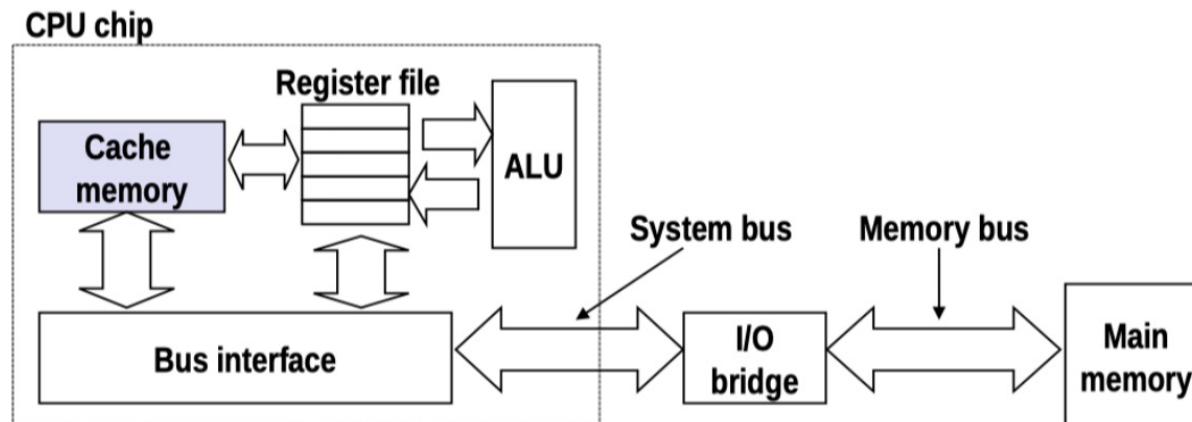 CPU chip
Register file
Cache
memory
ALU
System bus
Memory bus
Bus interface
I/O
bridge
Main
memory